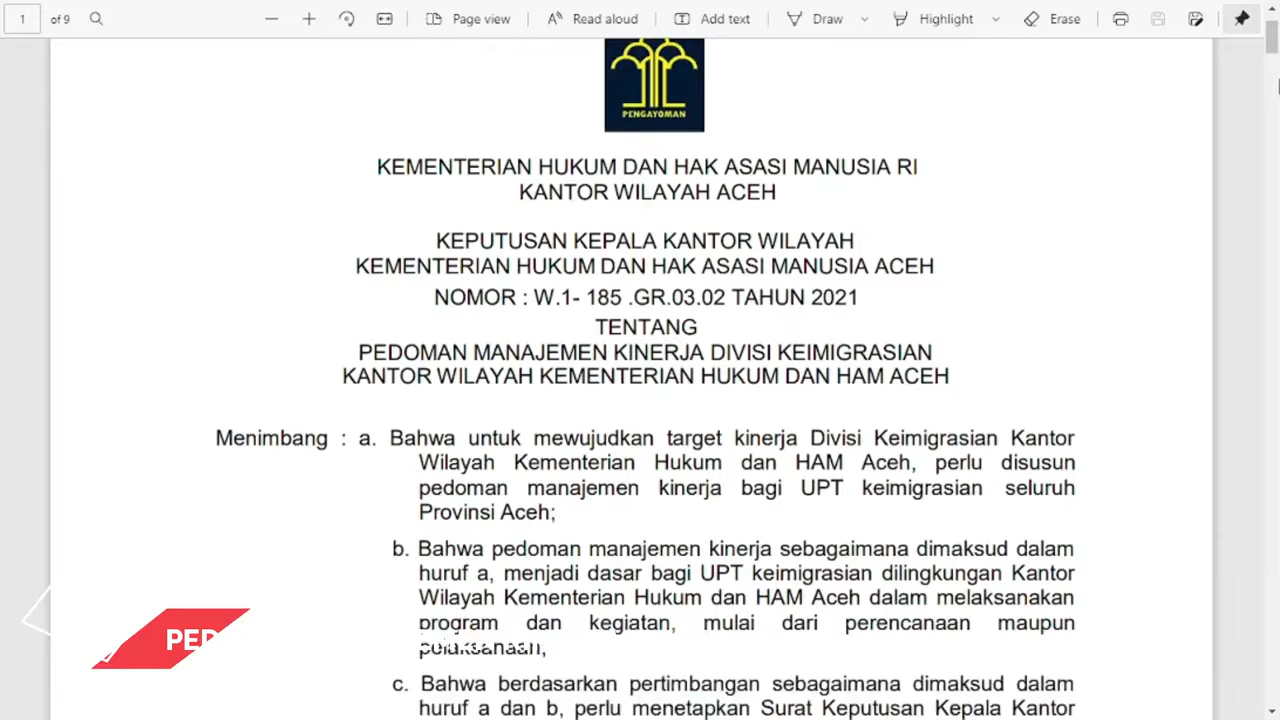 1 of 9 Page view Read aloud Add text Draw Highlight Erase
PENGAYOMAN
KEMENTERIAN HUKUM DAN HAK ASASI MANUSIA RI
KANTOR WILAYAH ACEH
KEPUTUSAN KEPALA KANTOR WILAYAH
KEMENTERIAN HUKUM DAN HAK ASASI MANUSIA ACEH
NOMOR : W.1- 185 .GR.03.02 TAHUN 2021
TENTANG
PEDOMAN MANAJEMEN KINERJA DIVISI KEIMIGRASIAN
KANTOR WILAYAH KEMENTERIAN HUKUM DAN HAM ACEH
Menimbang : a. Bahwa untuk mewujudkan target kinerja Divisi Keimigrasian Kantor
Wilayah Kementerian Hukum dan HAM Aceh, perlu disusun
pedoman manajemen kinerja bagi UPT keimigrasian seluruh
Provinsi Aceh;
b. Bahwa pedoman manajemen kinerja sebagaimana dimaksud dalam
huruf a, menjadi dasar bagi UPT keimigrasian dilingkungan Kantor
Wilayah Kementerian Hukum dan HAM Aceh dalam melaksanakan
program dan kegiatan, mulai dari perencanaan maupun
pelaksanaan,
c. Bahwa berdasarkan pertimbangan sebagaimana dimaksud dalam
huruf a dan b, perlu menetapkan Surat Keputusan Kepala Kantor